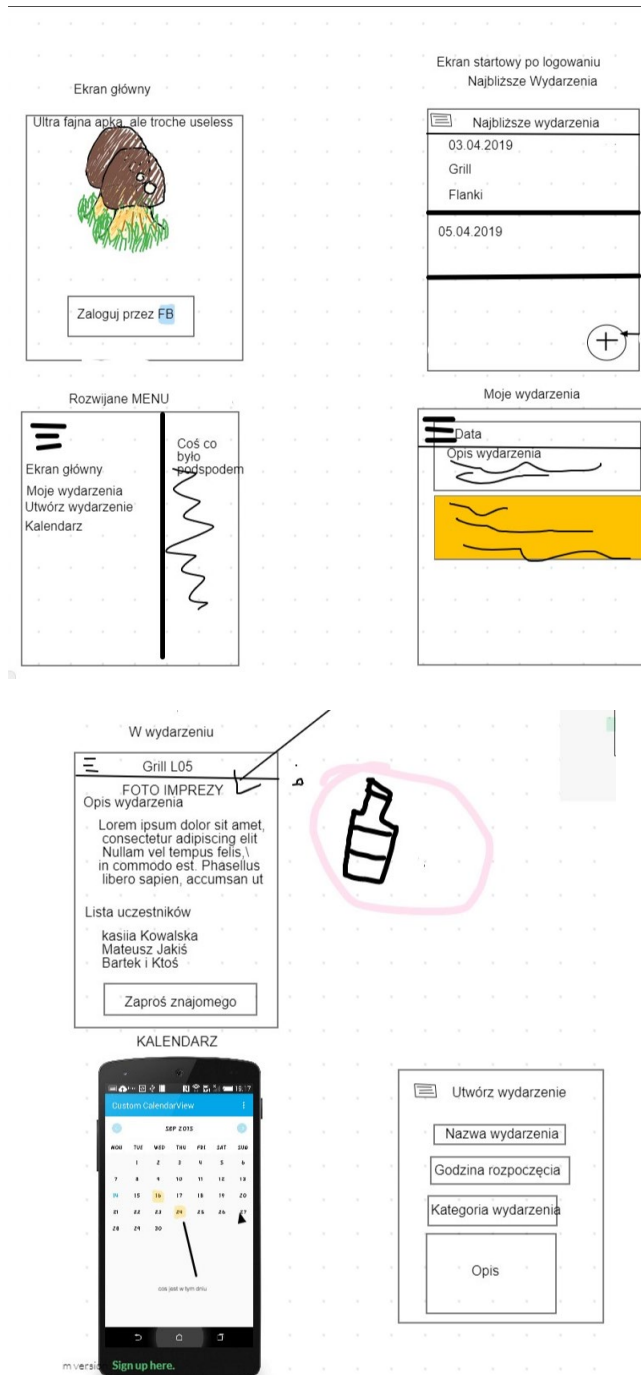 Ekran główny
Ultra fajna apka, ale troche useless
Zaloguj przez FB
Ekran startowy po logowaniu
Najbliższe Wydarzenia
Najbliższe wydarzenia
03.04.2019
Grill
Flanki
05.04.2019
Rozwijane MENU
Ekran główny
Moje wydarzenia
Utwórz wydarzenie
Kalendarz
Coś co
było
podspodem
Moje wydarzenia
Data
Opis wydarzenia
W wydarzeniu
Grill L05
FOTO IMPREZY
Opis wydarzenia
Lorem ipsum dolor sit amet,
consectetur adipiscing elit
Nullam vel tempus felis,\
in commodo est. Phasellus
libero sapien, accumsan ut
Lista uczestników
kasiia Kowalska
Mateusz Jakiś
Bartek i Ktoś
Zaproś znajomego
KALENDARZ
18:17
Custom CalendarView
SEP 2015
MON TUE WED THU FRI SAT SUN
1 2 3 4 5 6
7 8 9 10 11 12 13
14 15 16 17 18 19 20
21 22 23 24 25 26 27
28 29 30
m versio
Sign up here.
Utwórz wydarzenie
Nazwa wydarzenia
Godzina rozpoczęcia
Kategoria wydarzenia
Opis